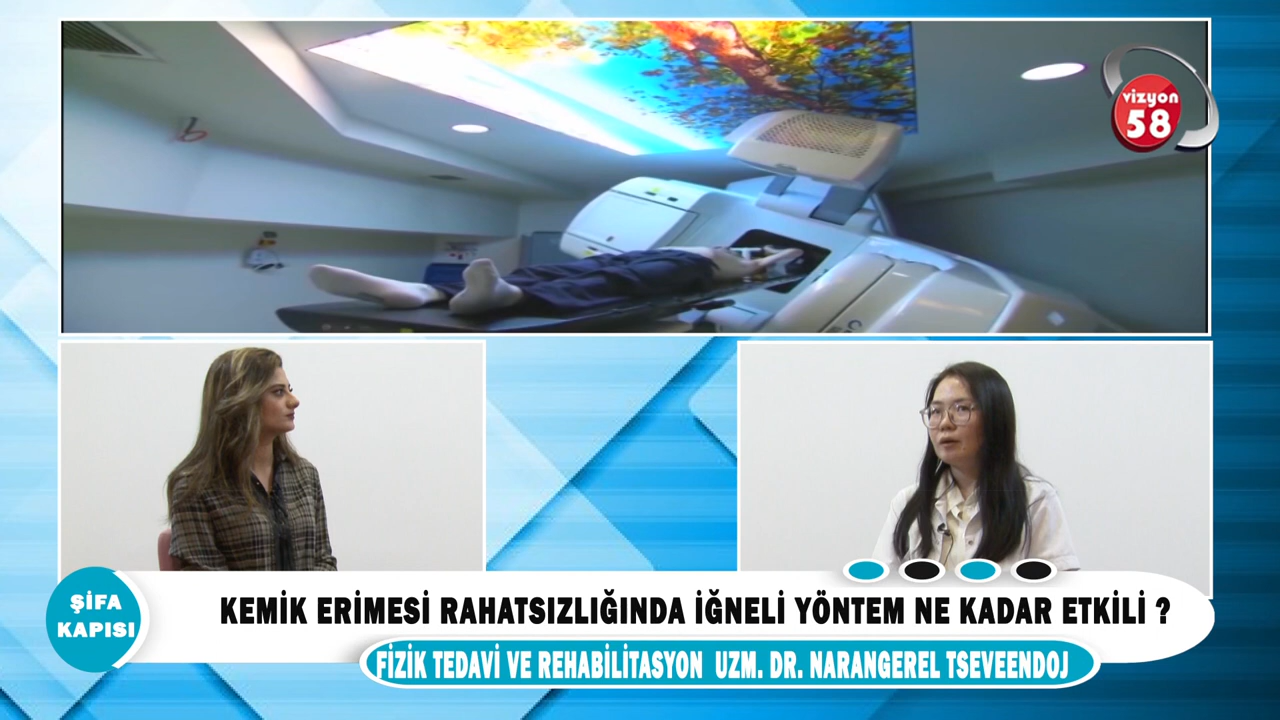 vizyon
58
ŞİFA
KAPISI
KEMİK ERİMESİ RAHATSIZLIĞINDA İĞNELİ YÖNTEM NE KADAR ETKİLİ ?
FİZİK TEDAVİ VE REHABİLİTASYON UZM. DR. NARANGEREL TSEVEENDOJ